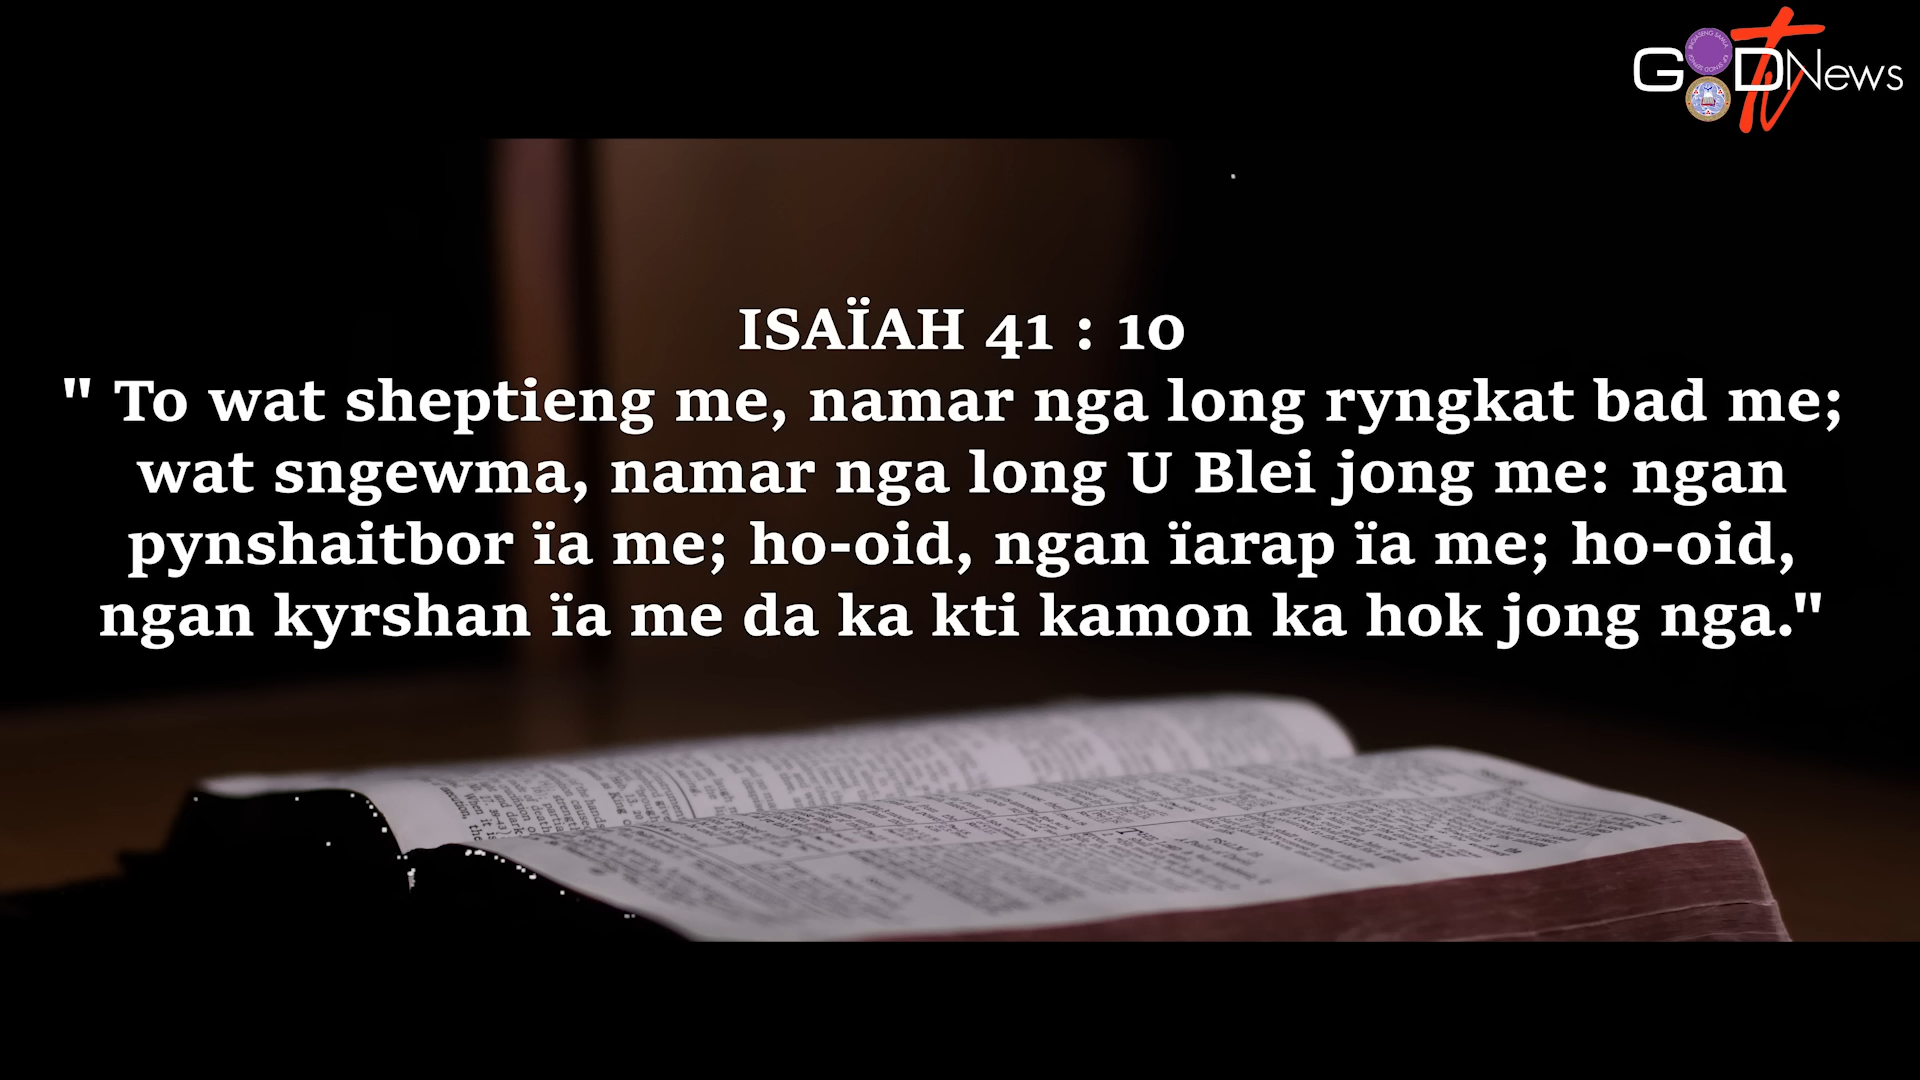 GOOD News
tv
ISAÏAH 41 : 10
" To wat sheptieng me, namar nga long ryngkat bad me;
wat sngewma, namar nga long U Blei jong me: ngan
pynshaitbor ïa me; ho-oid, ngan ïarap ïa me; ho-oid,
ngan kyrshan ïa me da ka kti kamon ka hok jong nga."